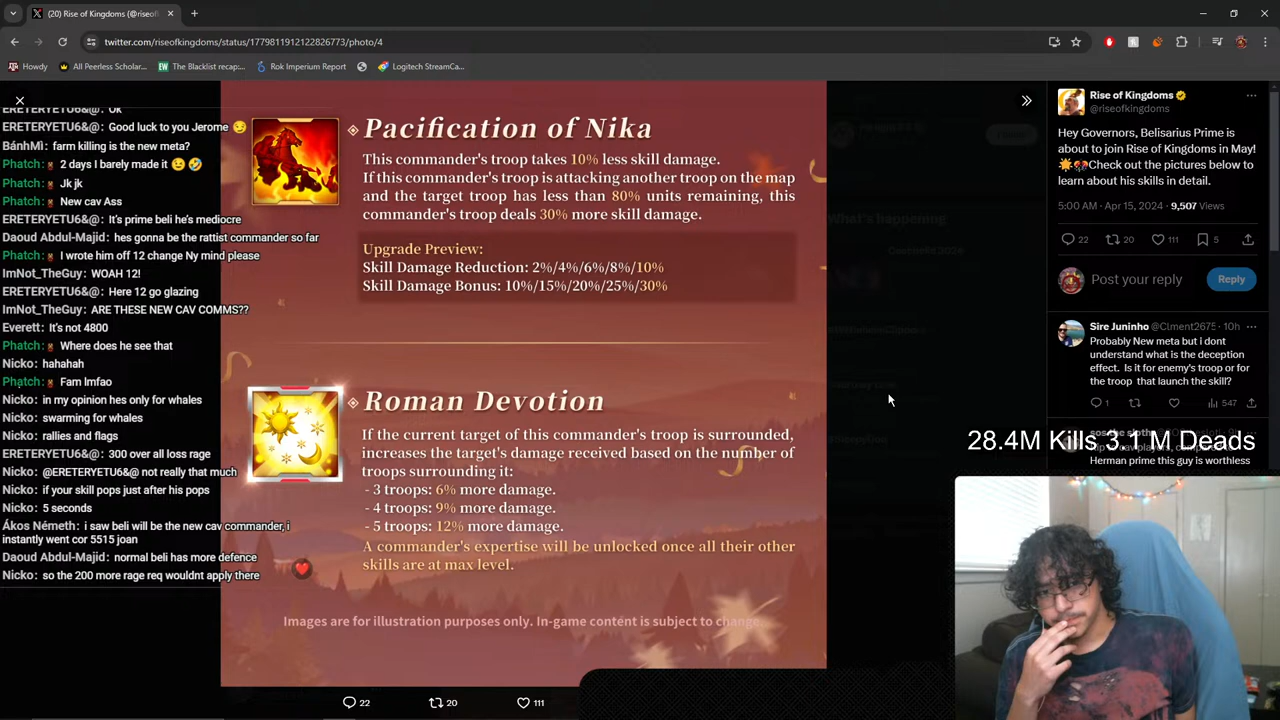 (20) Rise of Kingdoms (@riseof
twitter.com/riseofkingdoms/status/1779811912122826773/photo/4
Howdy
All Peerless Scholar...
The Blacklist recap:...
Rok Imperium Report
Logitech StreamCa...
ERETERYETU6&@: Ok
ERETERYETU6&@: Good luck to you Jerome 😏
BánhMì: farm killing is the new meta?
Phatch: 2 days I barely made it 😉 🤣
Phatch: Jk jk
Phatch: New cav Ass
ERETERYETU6&@: It's prime beli he's mediocre
Daoud Abdul-Majid: hes gonna be the rattist commander so far
Phatch: I wrote him off 12 change Ny mind please
ImNot_TheGuy: WOAH 12!
ERETERYETU6&@: Here 12 go glazing
ImNot_TheGuy: ARE THESE NEW CAV COMMS??
Everett: It's not 4800
Phatch: Where does he see that
Nicko: hahahah
Phatch: Fam lmfao
Nicko: in my opinion hes only for whales
Nicko: swarming for whales
Nicko: rallies and flags
ERETERYETU6&@: 300 over all loss rage
Nicko: @ERETERYETU6&@ not really that much
Nicko: if your skill pops just after his pops
Nicko: 5 seconds
Ákos Németh: i saw beli will be the new cav commander, i
instantly went cor 5515 joan
Daoud Abdul-Majid: normal beli has more defence
Nicko: so the 200 more rage req wouldnt apply there
Pacification of Nika
This commander's troop takes 10% less skill damage.
If this commander's troop is attacking another troop on the map
and the target troop has less than 80% units remaining, this
commander's troop deals 30% more skill damage.
Upgrade Preview:
Skill Damage Reduction: 2%/4%/6%/8%/10%
Skill Damage Bonus: 10%/15%/20%/25%/30%
Roman Devotion
If the current target of this commander's troop is surrounded,
increases the target's damage received based on the number of
troops surrounding it:
- 3 troops: 6% more damage.
- 4 troops: 9% more damage.
- 5 troops: 12% more damage.
A commander's expertise will be unlocked once all their other
skills are at max level.
Images are for illustration purposes only. In-game content is subject to change.
22
20
111
What's happening
Rise of Kingdoms
@riseofkingdoms
Hey Governors, Belisarius Prime is
about to join Rise of Kingdoms in May!
Check out the pictures below to
learn about his skills in detail.
5:00 AM · Apr 15, 2024 · 9,507 Views
22
20
111
5
Post your reply
Reply
Sire Juninho @Clment2675 · 10h
Probably New meta but i dont
understand what is the deception
effect. Is it for enemy's troop or for
the troop that launch the skill?
1
547
28.4M Kills 3.1 M Deads
Herman prime this guy is worthless